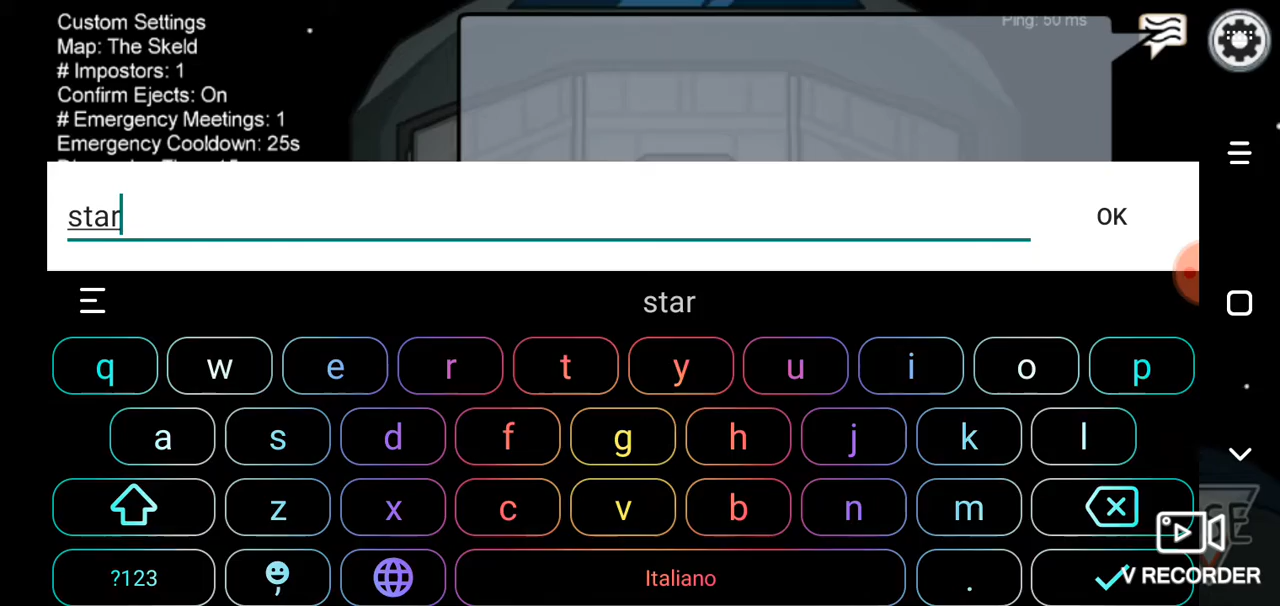 Custom Settings
Map: The Skeld
# Impostors: 1
Confirm Ejects: On
# Emergency Meetings: 1
Emergency Cooldown: 25s
Ping: 50 ms
star
OK
star
q w e r t y u i o p
a s d f g h j k l
z x c v b n m
?123 Italiano .
V RECORDER